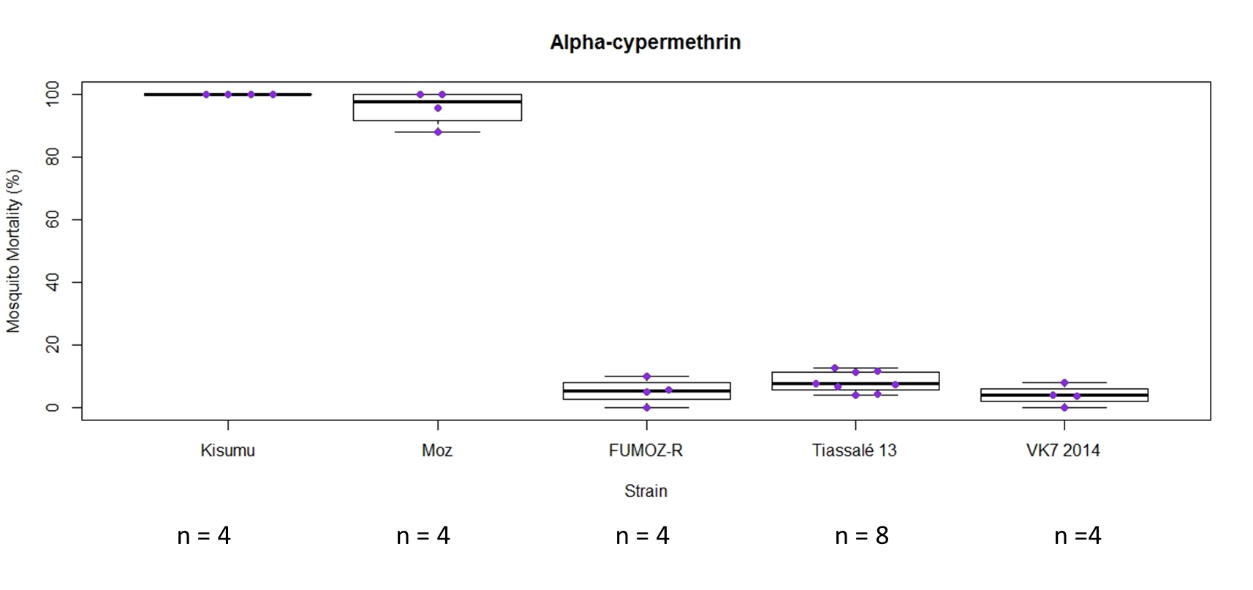 Alpha-cypermethrin
Mosquito Mortality (%)
100
80
60
40
20
0
Kisumu Moz FUMOZ-R Tiassalé 13 VK7 2014
Strain
n = 4 n = 4 n = 4 n = 8 n =4